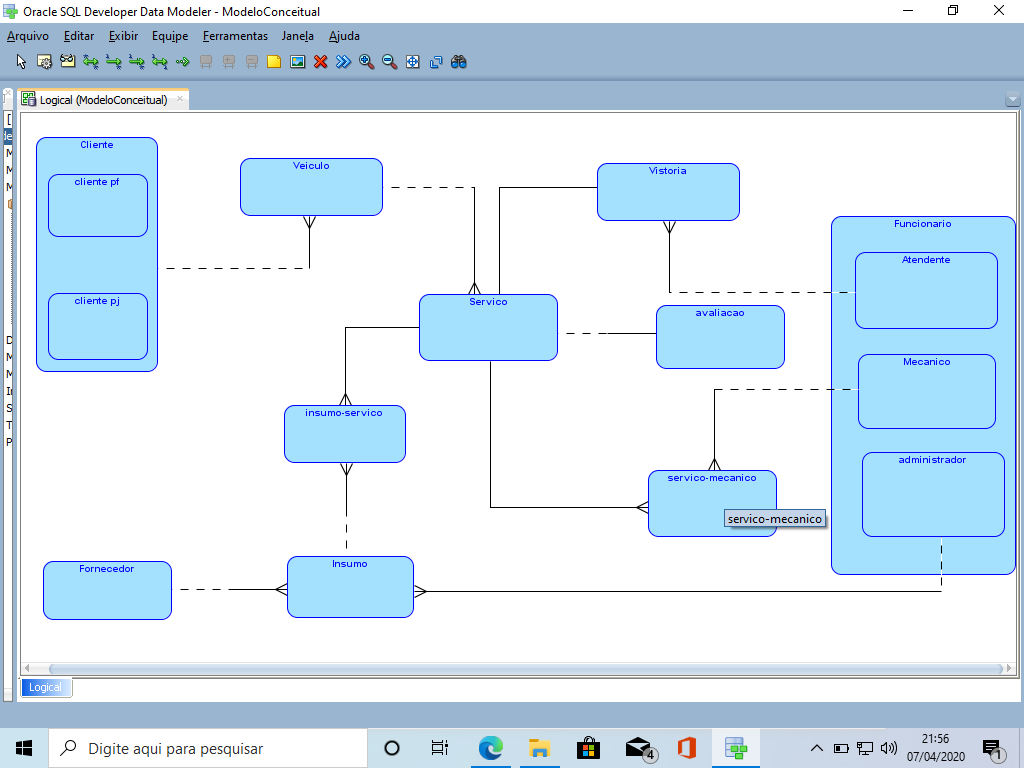 Oracle SQL Developer Data Modeler - ModeloConceitual
Arquivo Editar Exibir Equipe Ferramentas Janela Ajuda
Logical (ModeloConceitual)
Cliente
cliente pf
cliente pj
Veiculo
Vistoria
Funcionario
Atendente
Servico
avaliacao
Mecanico
insumo-servico
administrador
servico-mecanico
servico-mecanico
Fornecedor
Insumo
Logical
Digite aqui para pesquisar
4
21:56
07/04/2020
1